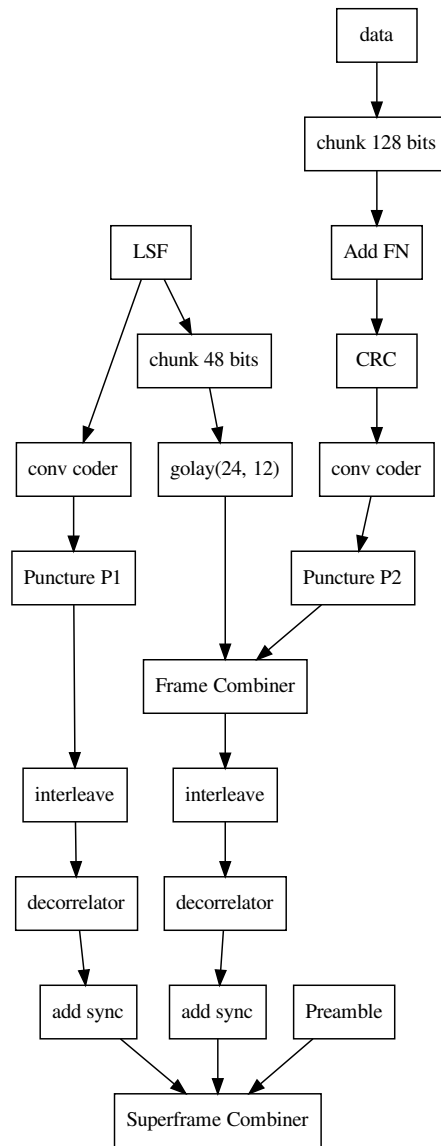 data
chunk 128 bits
LSF
Add FN
chunk 48 bits
CRC
conv coder
golay(24, 12)
conv coder
Puncture P1
Puncture P2
Frame Combiner
interleave
interleave
decorrelator
decorrelator
add sync
add sync
Preamble
Superframe Combiner